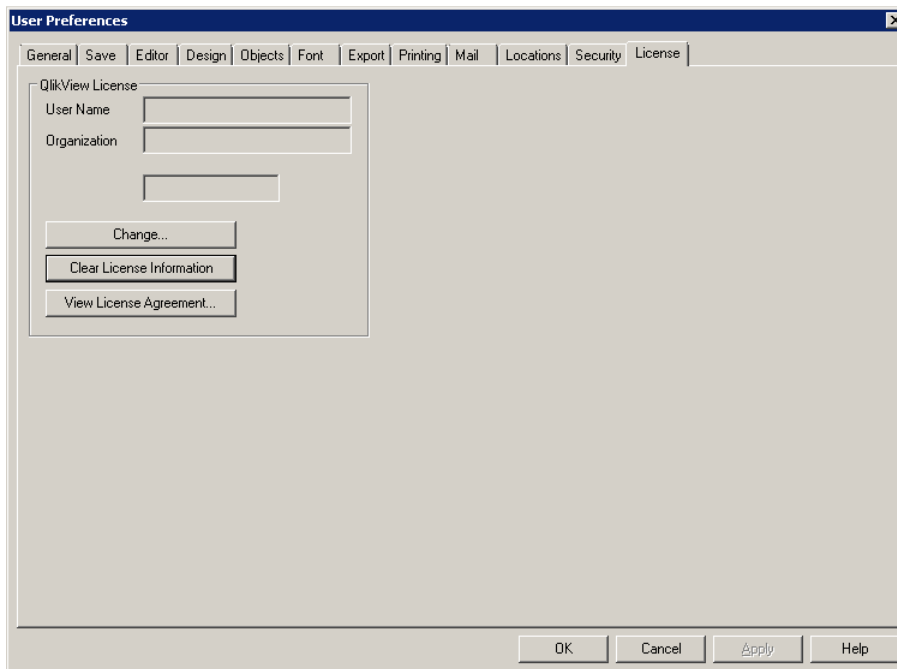 User Preferences
General Save Editor Design Objects Font Export Printing Mail Locations Security License
QlikView License
User Name
Organization
Change...
Clear License Information
View License Agreement...
OK Cancel Apply Help